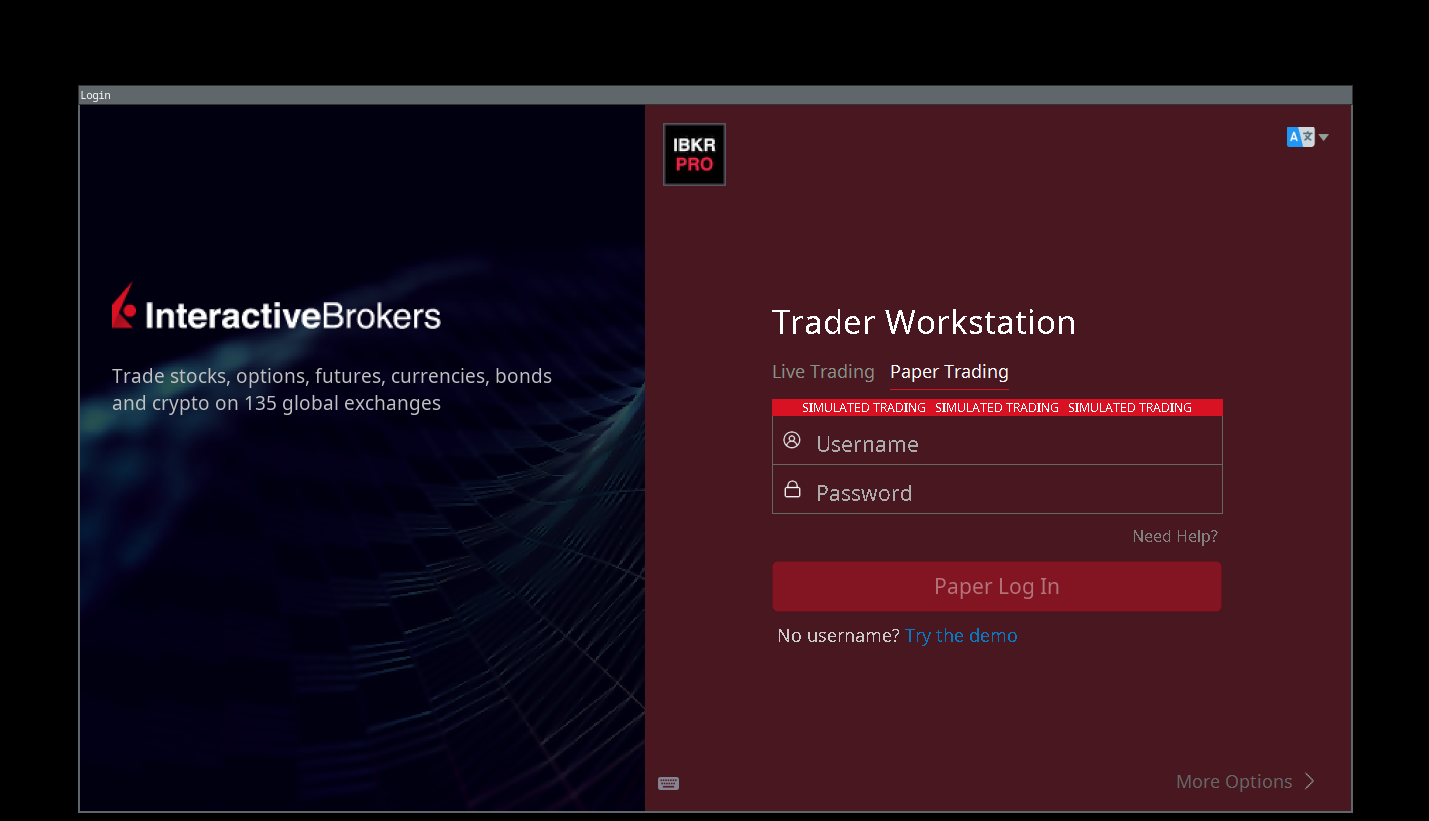 Login
IBKR
PRO
A 文
InteractiveBrokers
Trade stocks, options, futures, currencies, bonds
and crypto on 135 global exchanges
Trader Workstation
Live Trading Paper Trading
SIMULATED TRADING SIMULATED TRADING SIMULATED TRADING
Username
Password
Need Help?
Paper Log In
No username? Try the demo
More Options